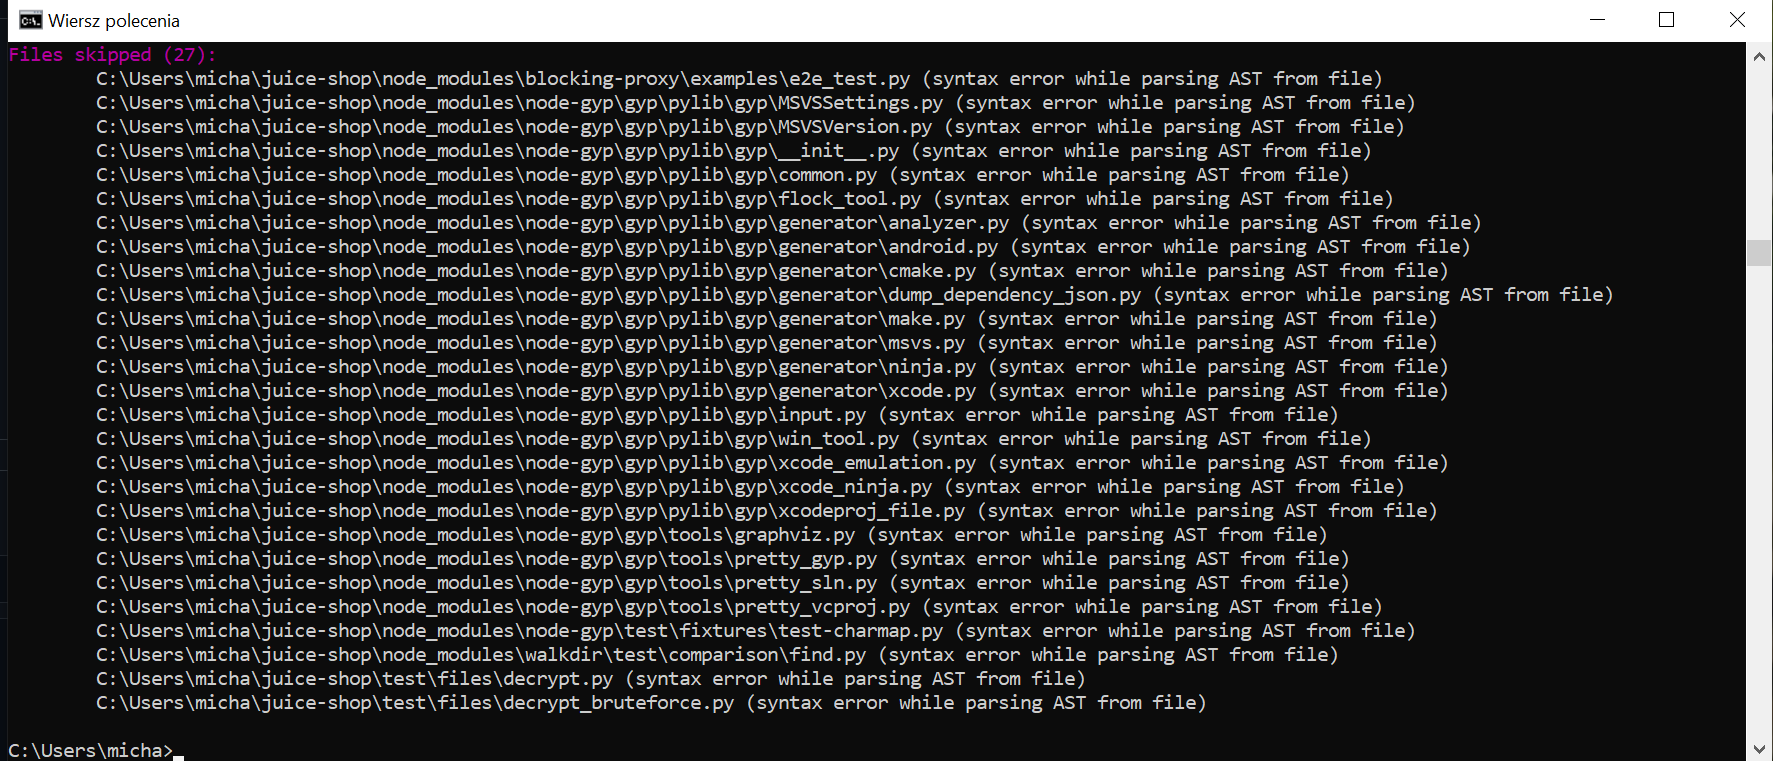 Wiersz polecenia
Files skipped (27):
C:\Users\micha\juice-shop\node_modules\blocking-proxy\examples\e2e_test.py (syntax error while parsing AST from file)
C:\Users\micha\juice-shop\node_modules\node-gyp\gyp\pylib\gyp\MSVSSettings.py (syntax error while parsing AST from file)
C:\Users\micha\juice-shop\node_modules\node-gyp\gyp\pylib\gyp\MSVSVersion.py (syntax error while parsing AST from file)
C:\Users\micha\juice-shop\node_modules\node-gyp\gyp\pylib\gyp\__init__.py (syntax error while parsing AST from file)
C:\Users\micha\juice-shop\node_modules\node-gyp\gyp\pylib\gyp\common.py (syntax error while parsing AST from file)
C:\Users\micha\juice-shop\node_modules\node-gyp\gyp\pylib\gyp\flock_tool.py (syntax error while parsing AST from file)
C:\Users\micha\juice-shop\node_modules\node-gyp\gyp\pylib\gyp\generator\analyzer.py (syntax error while parsing AST from file)
C:\Users\micha\juice-shop\node_modules\node-gyp\gyp\pylib\gyp\generator\android.py (syntax error while parsing AST from file)
C:\Users\micha\juice-shop\node_modules\node-gyp\gyp\pylib\gyp\generator\cmake.py (syntax error while parsing AST from file)
C:\Users\micha\juice-shop\node_modules\node-gyp\gyp\pylib\gyp\generator\dump_dependency_json.py (syntax error while parsing AST from file)
C:\Users\micha\juice-shop\node_modules\node-gyp\gyp\pylib\gyp\generator\make.py (syntax error while parsing AST from file)
C:\Users\micha\juice-shop\node_modules\node-gyp\gyp\pylib\gyp\generator\msvs.py (syntax error while parsing AST from file)
C:\Users\micha\juice-shop\node_modules\node-gyp\gyp\pylib\gyp\generator\ninja.py (syntax error while parsing AST from file)
C:\Users\micha\juice-shop\node_modules\node-gyp\gyp\pylib\gyp\generator\xcode.py (syntax error while parsing AST from file)
C:\Users\micha\juice-shop\node_modules\node-gyp\gyp\pylib\gyp\input.py (syntax error while parsing AST from file)
C:\Users\micha\juice-shop\node_modules\node-gyp\gyp\pylib\gyp\win_tool.py (syntax error while parsing AST from file)
C:\Users\micha\juice-shop\node_modules\node-gyp\gyp\pylib\gyp\xcode_emulation.py (syntax error while parsing AST from file)
C:\Users\micha\juice-shop\node_modules\node-gyp\gyp\pylib\gyp\xcode_ninja.py (syntax error while parsing AST from file)
C:\Users\micha\juice-shop\node_modules\node-gyp\gyp\pylib\gyp\xcodeproj_file.py (syntax error while parsing AST from file)
C:\Users\micha\juice-shop\node_modules\node-gyp\gyp\tools\graphviz.py (syntax error while parsing AST from file)
C:\Users\micha\juice-shop\node_modules\node-gyp\gyp\tools\pretty_gyp.py (syntax error while parsing AST from file)
C:\Users\micha\juice-shop\node_modules\node-gyp\gyp\tools\pretty_sln.py (syntax error while parsing AST from file)
C:\Users\micha\juice-shop\node_modules\node-gyp\gyp\tools\pretty_vcproj.py (syntax error while parsing AST from file)
C:\Users\micha\juice-shop\node_modules\node-gyp\test\fixtures\test-charmap.py (syntax error while parsing AST from file)
C:\Users\micha\juice-shop\node_modules\walkdir\test\comparison\find.py (syntax error while parsing AST from file)
C:\Users\micha\juice-shop\test\files\decrypt.py (syntax error while parsing AST from file)
C:\Users\micha\juice-shop\test\files\decrypt_bruteforce.py (syntax error while parsing AST from file)
C:\Users\micha>